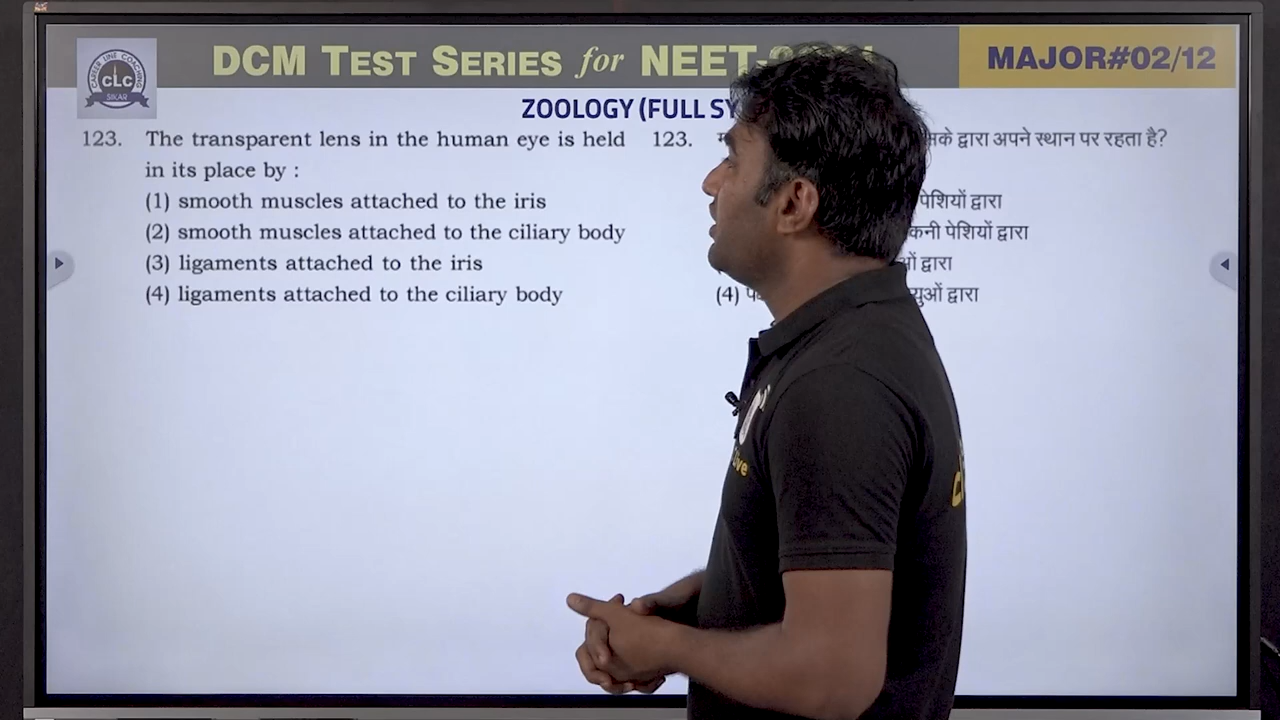 DCM TEST SERIES for NEET-
MAJOR#02/12
CAREER LINE COACHING
CLC
SIKAR
ZOOLOGY (FULL SY
123. The transparent lens in the human eye is held
in its place by :
(1) smooth muscles attached to the iris
(2) smooth muscles attached to the ciliary body
(3) ligaments attached to the iris
(4) ligaments attached to the ciliary body
123. द्वारा अपने स्थान पर रहता है?
पेशियों द्वारा
पेशियों द्वारा
द्वारा
(4) द्वारा